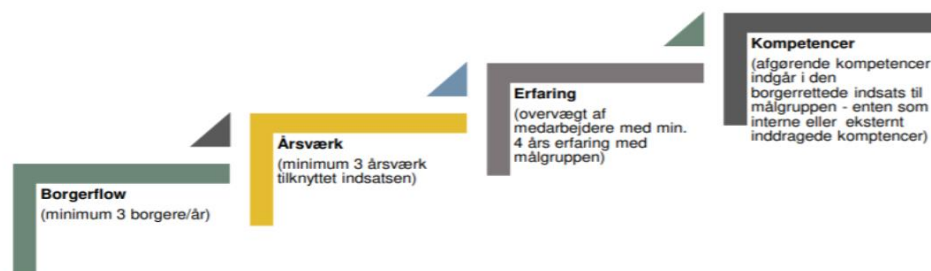 Borgerflow
(minimum 3 borgere/år)
Årsværk
(minimum 3 årsværk
tilknyttet indsatsen)
Erfaring
(overvægt af
medarbejdere med min.
4 års erfaring med
målgruppen)
Kompetencer
(afgørende kompetencer
indgår i den
borgerrettede indsats til
målgruppen - enten som
interne eller eksternt
inddragede komptencer)